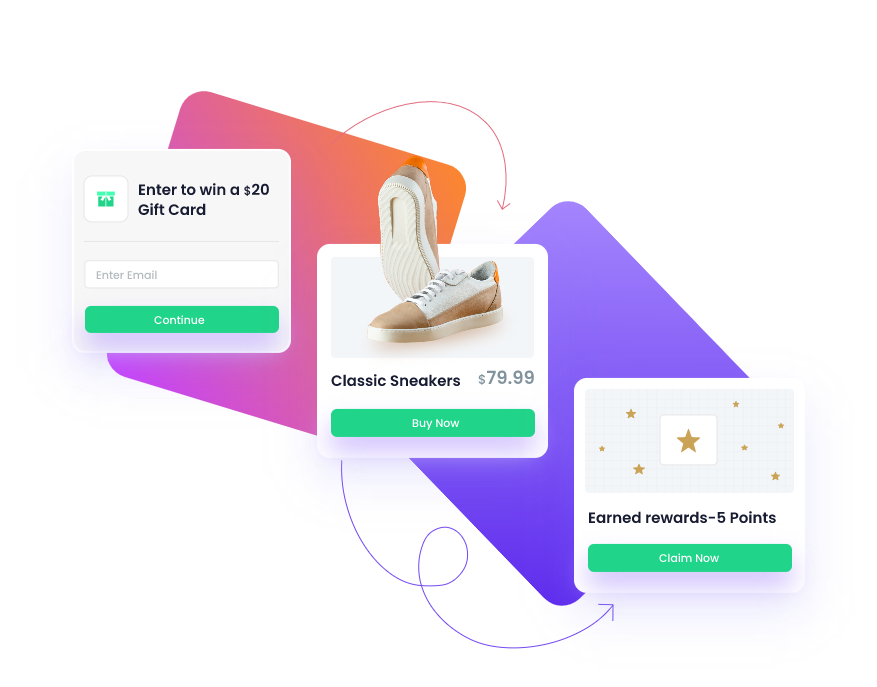 Enter to win a $20
Gift Card
Enter Email
Continue
Classic Sneakers
$79.99
Buy Now
Earned rewards-5 Points
Claim Now